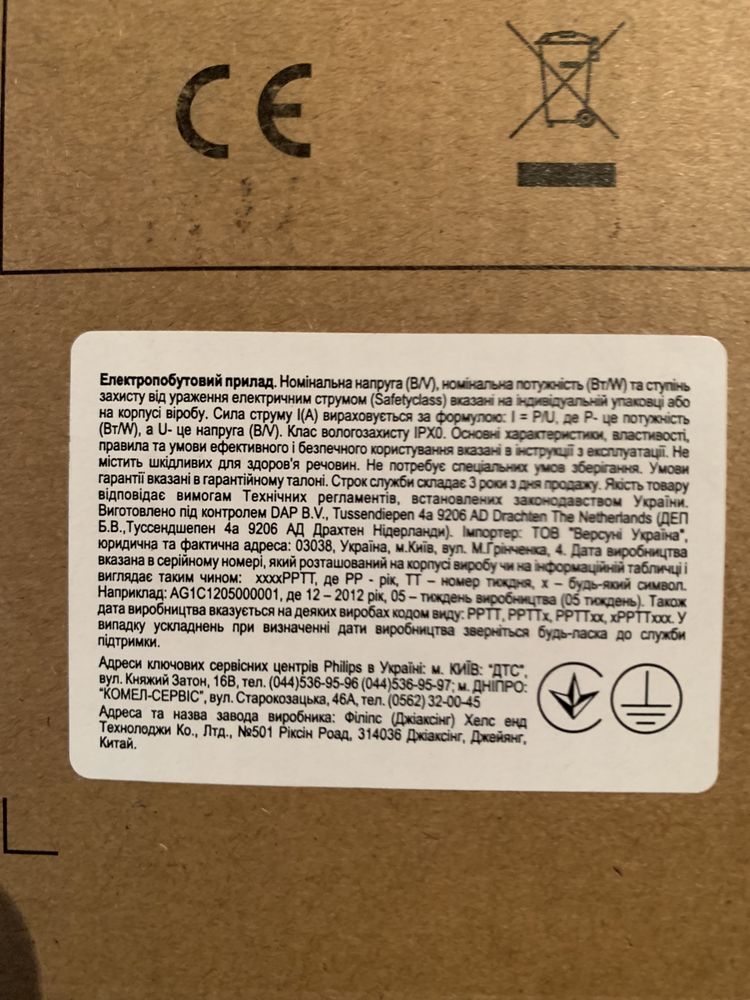 CE
Електропобутовий прилад. Номінальна напруга (В/V), номінальна потужність (Вт/W) та ступінь
захисту від ураження електричним струмом (Safetyclass) вказані на індивідуальній упаковці або
на корпусі виробу. Сила струму І(А) вираховується за формулою: I = P/U, де P- це потужність
(Вт/W), а U- це напруга (В/V). Клас вологозахисту IPX0. Основні характеристики, властивості,
правила та умови ефективного і безпечного користування вказані в інструкції з експлуатації. Не
містить шкідливих для здоров'я речовин. Не потребує спеціальних умов зберігання. Умови
гарантії вказані в гарантійному талоні. Строк служби складає 3 роки з дня продажу. Якість товару
відповідає вимогам Технічних регламентів, встановлених законодавством України.
Виготовлено під контролем DAP B.V., Tussendiepen 4a 9206 AD Drachten The Netherlands (ДЕП
Б.В.,Туссендшепен 4а 9206 АД Драхтен Нідерланди). Імпортер: ТОВ "Версуні Україна",
юридична та фактична адреса: 03038, Україна, м.Київ, вул. М.Грінченка, 4. Дата виробництва
вказана в серійному номері, який розташований на корпусі виробу чи на інформаційній табличці і
виглядає таким чином: xxxxРРТТ, де РР - рік, ТТ – номер тиждня, х – будь-який символ.
Наприклад: AG1C1205000001, де 12 – 2012 рік, 05 – тиждень виробництва (05 тиждень). Також
дата виробництва вказується на деяких виробах кодом виду: РРТТ, РРТТх, РРТТхх, хРРТТххх. У
випадку ускладнень при визначенні дати виробництва зверніться будь-ласка до служби
підтримки.
Адреси ключових сервісних центрів Philips в Україні: м. КИЇВ: "ДТС",
вул. Княжий Затон, 16В, тел. (044)536-95-96 (044)536-95-97; м. ДНІПРО:
"КОМЕЛ-СЕРВІС", вул. Старокозацька, 46А, тел. (0562) 32-00-45
Адреса та назва завода виробника: Філіпс (Джіаксінг) Хелс енд
Технолоджи Ко., Лтд., №501 Ріксін Роад, 314036 Джіаксінг, Джейянг,
Китай.